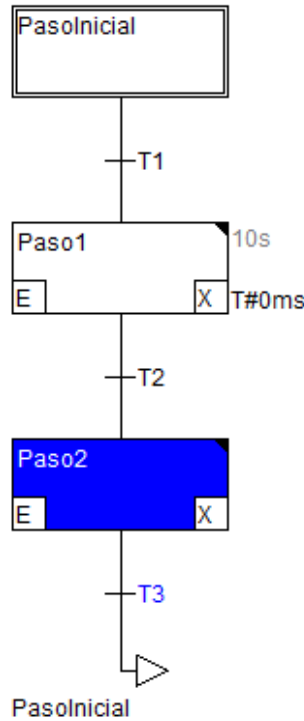 PasoInicial
T1
Paso1
10s
E
X
T#0ms
T2
Paso2
E
X
T3
PasoInicial